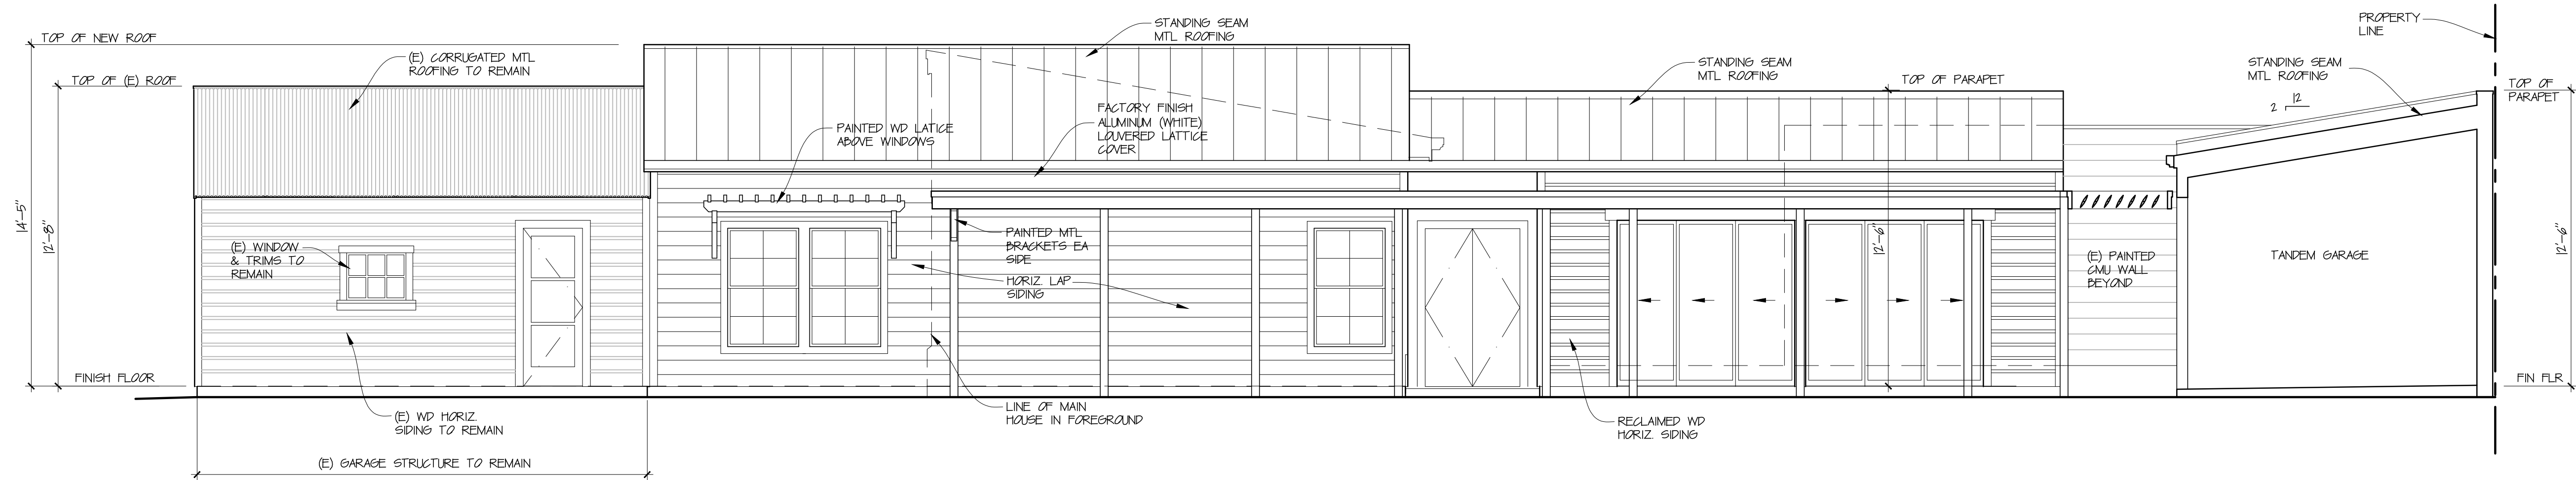 TOP OF NEW ROOF
TOP OF (E) ROOF
14'-5"
12'-8"
FINISH FLOOR
(E) CORRUGATED MTL
ROOFING TO REMAIN
(E) WINDOW
& TRIMS TO
REMAIN
(E) WD HORIZ.
SIDING TO REMAIN
(E) GARAGE STRUCTURE TO REMAIN
PAINTED WD LATICE
ABOVE WINDOWS
STANDING SEAM
MTL ROOFING
FACTORY FINISH
ALUMINUM (WHITE)
LOUVERED LATTICE
COVER
PAINTED MTL
BRACKETS EA
SIDE
HORIZ. LAP
SIDING
LINE OF MAIN
HOUSE IN FOREGROUND
STANDING SEAM
MTL ROOFING
TOP OF PARAPET
12'-6"
RECLAIMED WD
HORIZ. SIDING
(E) PAINTED
CMU WALL
BEYOND
STANDING SEAM
MTL ROOFING
2
12
TANDEM GARAGE
PROPERTY
LINE
TOP OF
PARAPET
12'-6"
FIN FLR